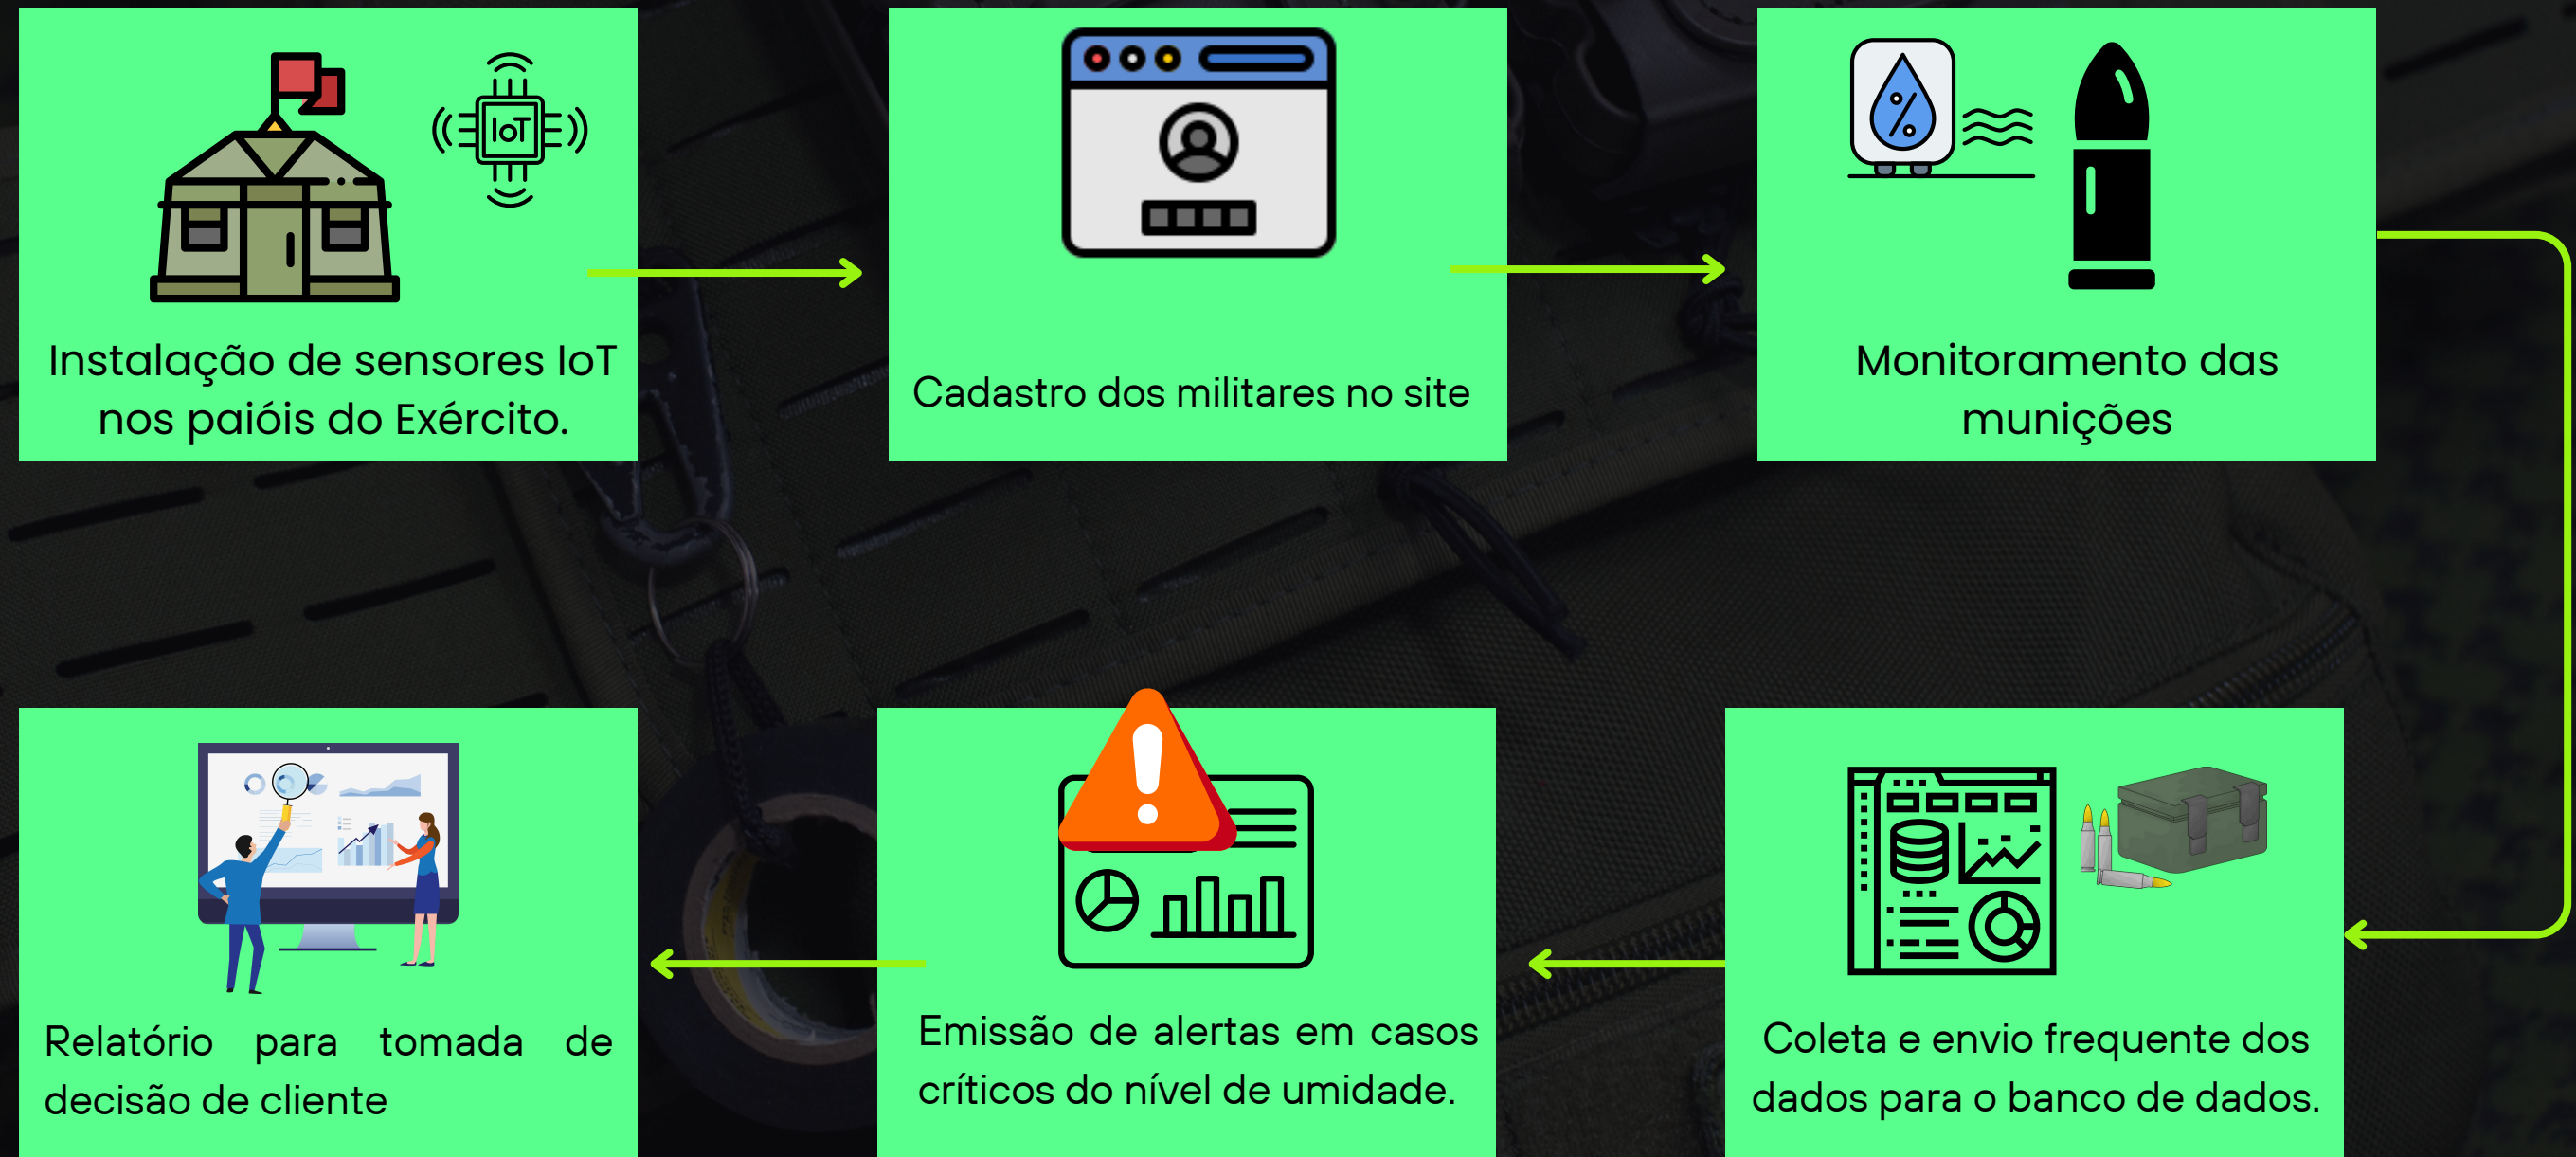 IoT
Instalação de sensores IoT
nos paióis do Exército.
Cadastro dos militares no site
Monitoramento das
munições
Coleta e envio frequente dos
dados para o banco de dados.
Emissão de alertas em casos
críticos do nível de umidade.
Relatório para tomada de
decisão de cliente